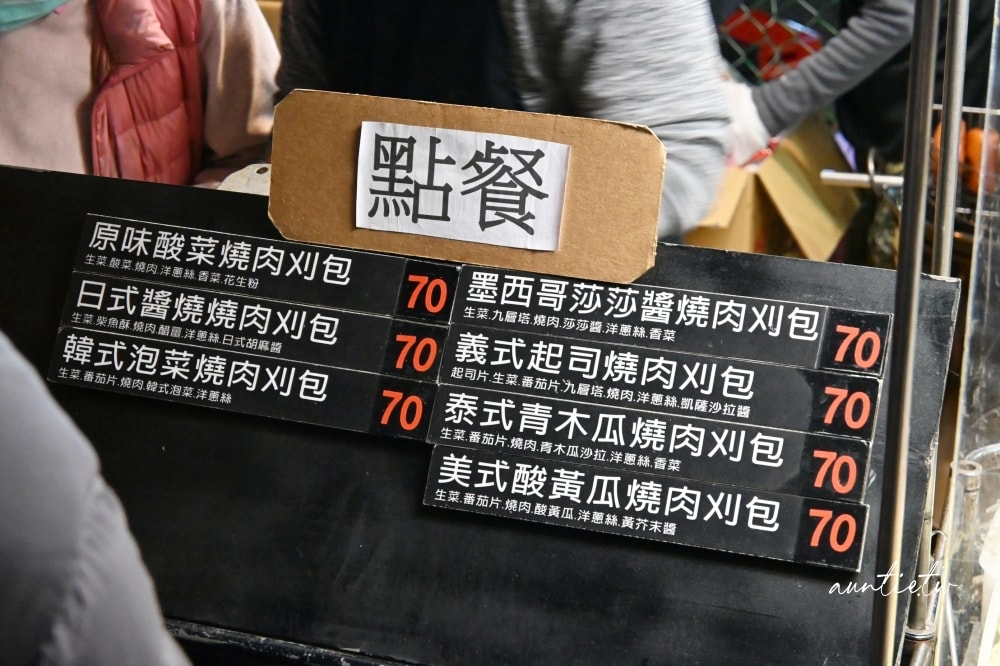 點餐
原味酸菜燒肉刈包 70
生菜.酸菜.燒肉.洋蔥絲.香菜.花生粉
日式醬燒燒肉刈包 70
生菜.柴魚酥.燒肉.醋薑.洋蔥絲.日式胡麻醬
韓式泡菜燒肉刈包 70
生菜.番茄片.燒肉.韓式泡菜.洋蔥絲
墨西哥莎莎醬燒肉刈包 70
生菜.九層塔.燒肉.莎莎醬.洋蔥絲.香菜
義式起司燒肉刈包 70
起司片.生菜.番茄片.九層塔.燒肉.洋蔥絲.凱薩沙拉醬
泰式青木瓜燒肉刈包 70
生菜.番茄片.燒肉.青木瓜沙拉.洋蔥絲.香菜
美式酸黃瓜燒肉刈包 70
生菜.番茄片.燒肉.酸黃瓜.洋蔥絲.黃芥末醬
auntie.tw